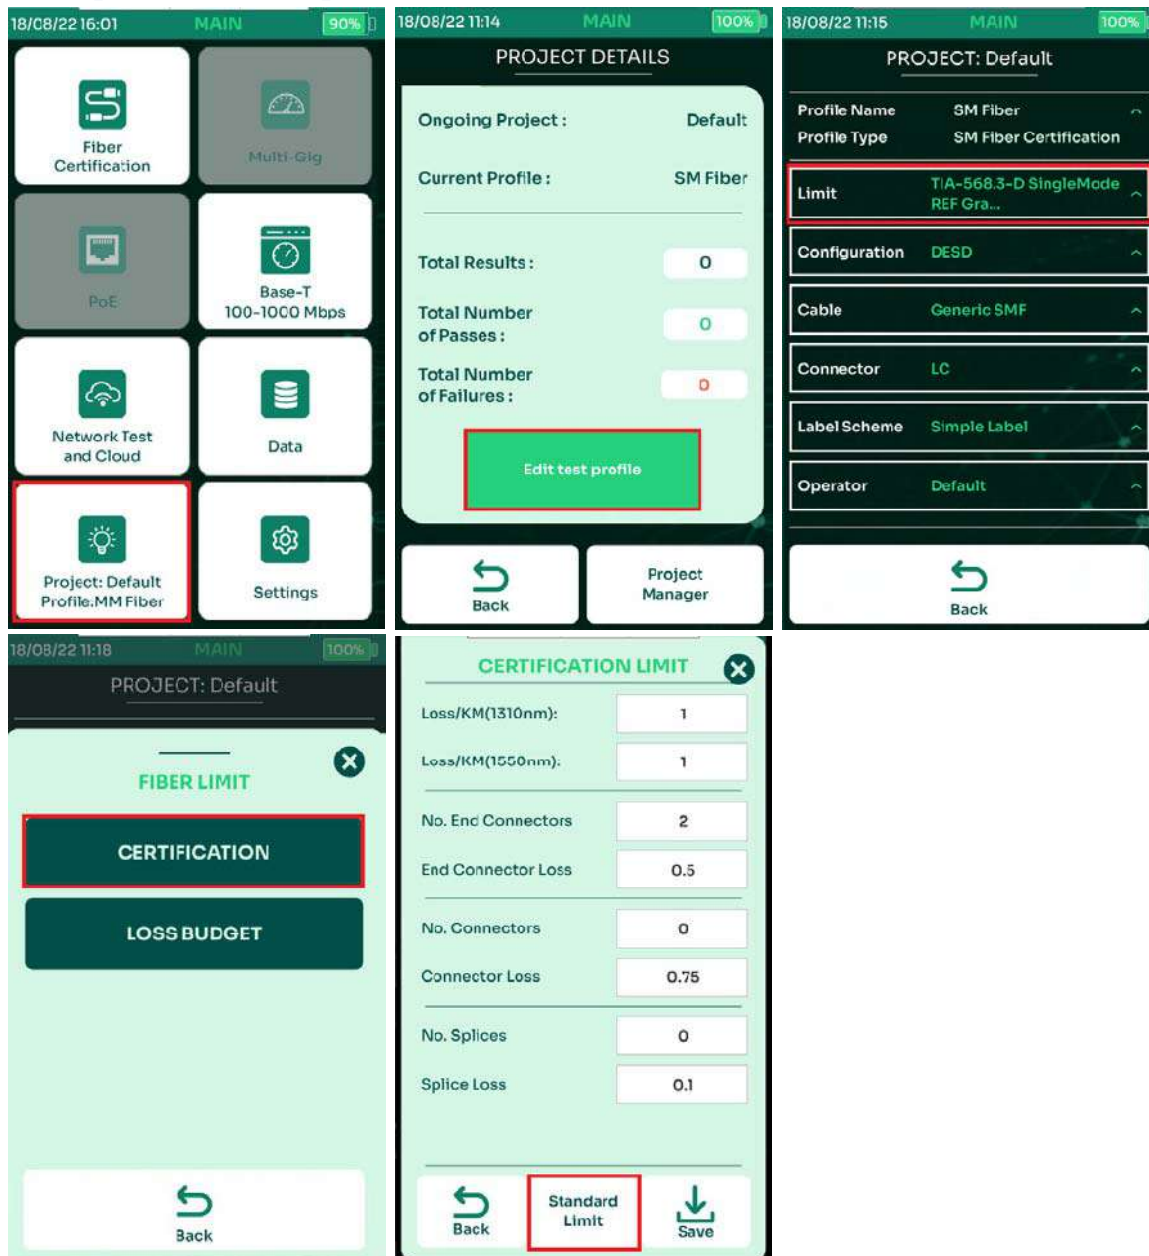 18/08/22 16:01 MAIN 90%
Fiber
Certification
Multi-Gig
PoE
Base-T
100-1000 Mbps
Network Test
and Cloud
Data
Project: Default
Profile.MM Fiber
Settings
18/08/22 11:14 MAIN 100%
PROJECT DETAILS
Ongoing Project : Default
Current Profile : SM Fiber
Total Results : 0
Total Number
of Passes : 0
Total Number
of Failures : 0
Edit test profile
Back
Project
Manager
18/08/22 11:15 MAIN 100%
PROJECT: Default
Profile Name SM Fiber
Profile Type SM Fiber Certification
Limit TIA-568.3-D SingleMode
REF Gra...
Configuration DESD
Cable Generic SMF
Connector LC
Label Scheme Simple Label
Operator Default
Back
18/08/22 11:18 MAIN 100%
PROJECT: Default
FIBER LIMIT
CERTIFICATION
LOSS BUDGET
Back
CERTIFICATION LIMIT
Loss/KM(1310nm): 1
Loss/KM(1550nm): 1
No. End Connectors 2
End Connector Loss 0.5
No. Connectors 0
Connector Loss 0.75
No. Splices 0
Splice Loss 0.1
Back
Standard
Limit
Save